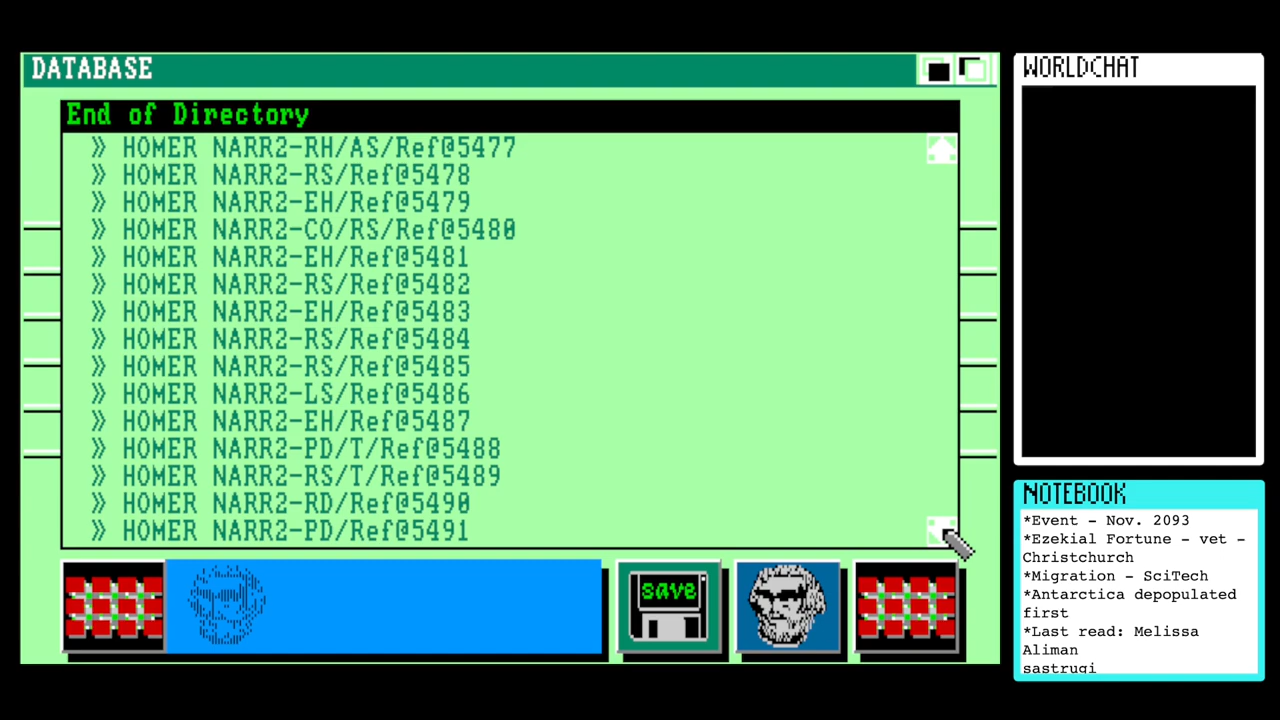 DATABASE
End of Directory
» HOMER NARR2-RH/AS/Ref@5477
» HOMER NARR2-RS/Ref@5478
» HOMER NARR2-EH/Ref@5479
» HOMER NARR2-CO/RS/Ref@5480
» HOMER NARR2-EH/Ref@5481
» HOMER NARR2-RS/Ref@5482
» HOMER NARR2-EH/Ref@5483
» HOMER NARR2-RS/Ref@5484
» HOMER NARR2-RS/Ref@5485
» HOMER NARR2-LS/Ref@5486
» HOMER NARR2-EH/Ref@5487
» HOMER NARR2-PD/T/Ref@5488
» HOMER NARR2-RS/T/Ref@5489
» HOMER NARR2-RD/Ref@5490
» HOMER NARR2-PD/Ref@5491
save
WORLDCHAT
NOTEBOOK
*Event - Nov. 2093
*Ezekial Fortune - vet -
Christchurch
*Migration - SciTech
*Antarctica depopulated
first
*Last read: Melissa
Aliman
sastrugi